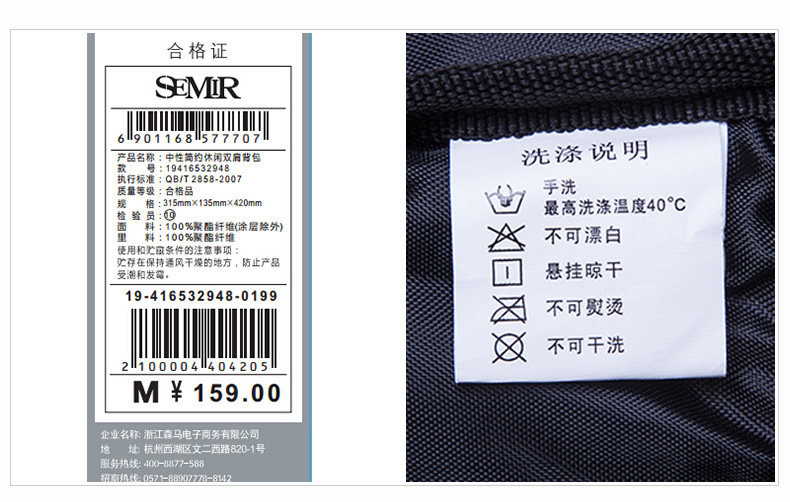 合格证
SEMIR
6 901168 577707
产品名称：中性简约休闲双肩背包
款　　号：19416532948
执行标准：QB/T 2858-2007
质量等级：合格品
规　　格：315mm×135mm×420mm
检 验 员：⑩
面　　料：100%聚酯纤维(涂层除外)
里　　料：100%聚酯纤维
使用和贮藏条件的注意事项：
贮存在保持通风干燥的地方，防止产品
受潮和发霉。
19-416532948-0199
2 100004 404205
M ¥ 159.00
企业名称：浙江森马电子商务有限公司
地　　址：杭州西湖区文二西路820-1号
服务热线：400-8877-588
招商热线：0571-88907778-8142
洗涤说明
手洗
最高洗涤温度40°C
不可漂白
悬挂晾干
不可熨烫
不可干洗